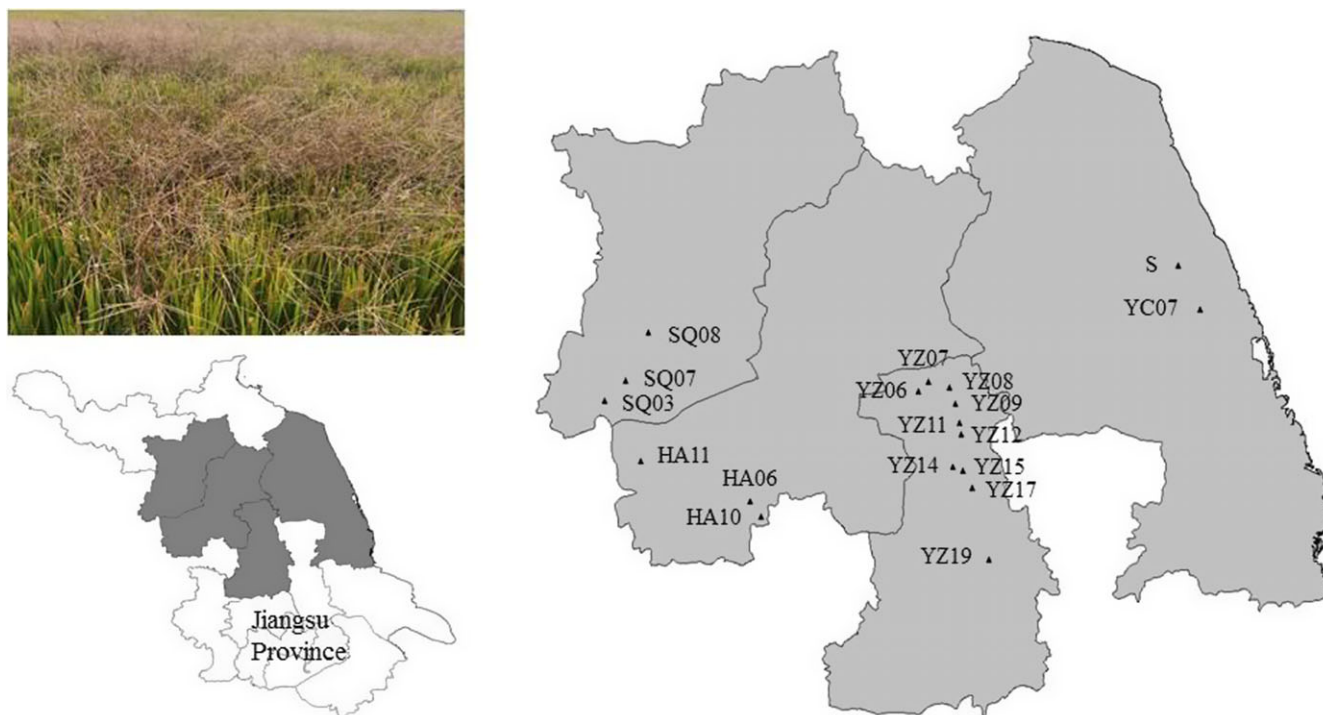 Jiangsu
Province
S
YC07
SQ08
SQ07
SQ03
YZ07
YZ08
YZ06
YZ09
YZ11
YZ12
HA11
YZ14
YZ15
HA06
YZ17
HA10
YZ19